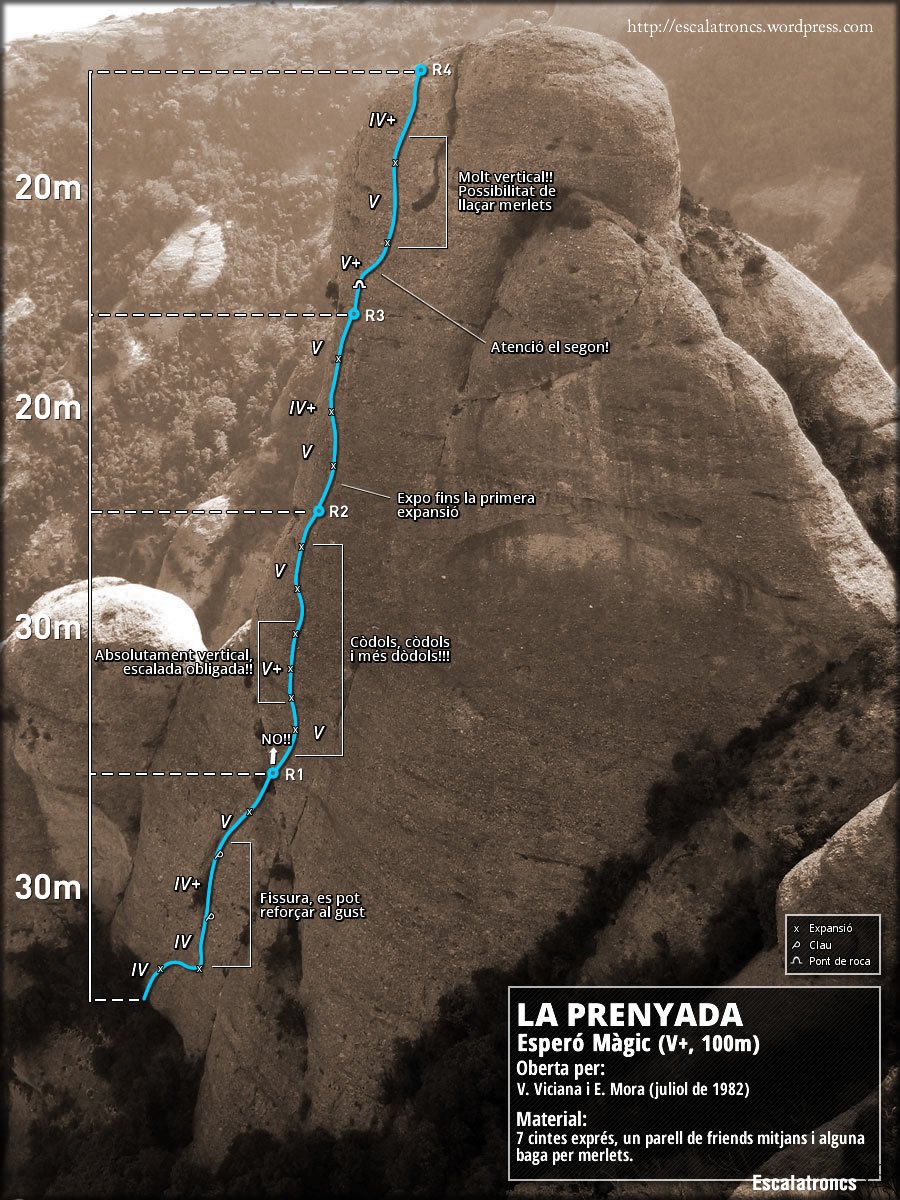 http://escalatroncs.wordpress.com
R4
IV+
20m
Molt vertical!!
Possibilitat de
llaçar merlets
V
V+
R3
Atenció el segon!
V
20m
IV+
V
Expo fins la primera
expansió
R2
V
30m
Absolutament vertical,
escalada obligada!!
V+
Còdols, còdols
i més dòdols!!!
V
NO!!
R1
V
30m
IV+
Fissura, es pot
reforçar al gust
IV
IV
x Expansió
Clau
Pont de roca
LA PRENYADA
Esperó Màgic (V+, 100m)
Oberta per:
V. Viciana i E. Mora (juliol de 1982)
Material:
7 cintes exprés, un parell de friends mitjans i alguna
baga per merlets.
Escalatroncs